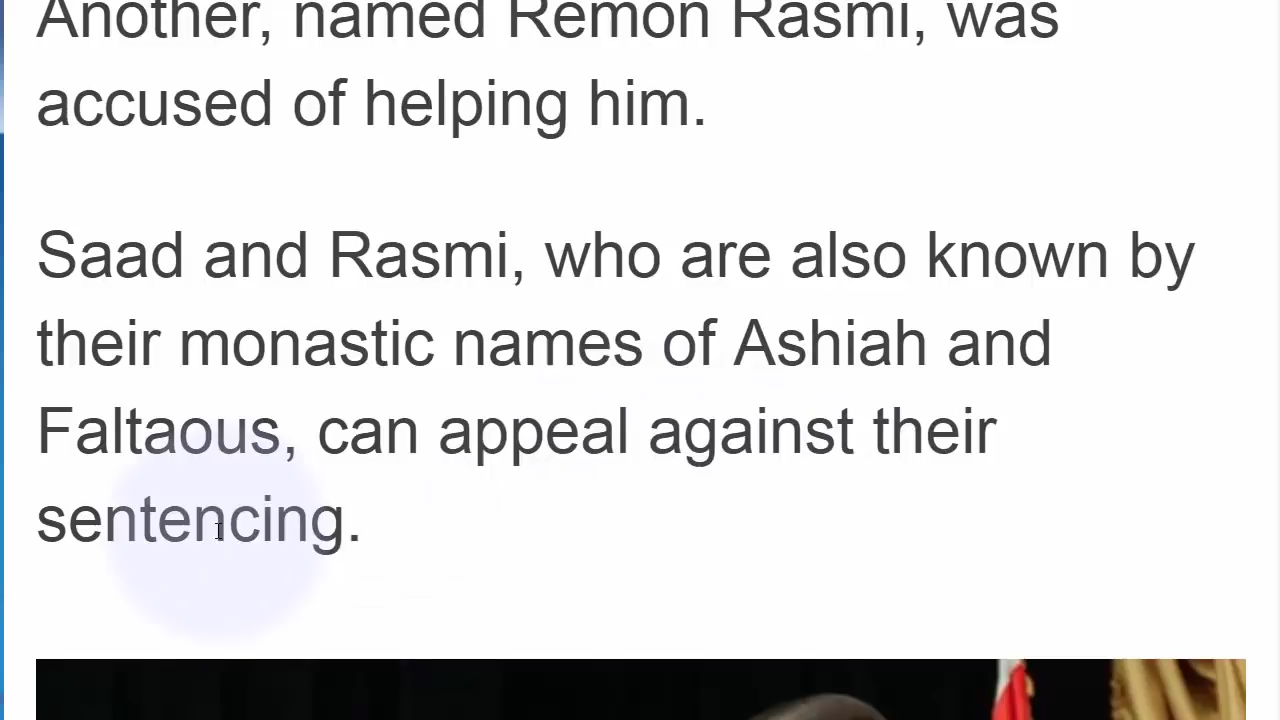 Another, named Remon Rasmi, was
accused of helping him.
Saad and Rasmi, who are also known by
their monastic names of Ashiah and
Faltaous, can appeal against their
sentencing.